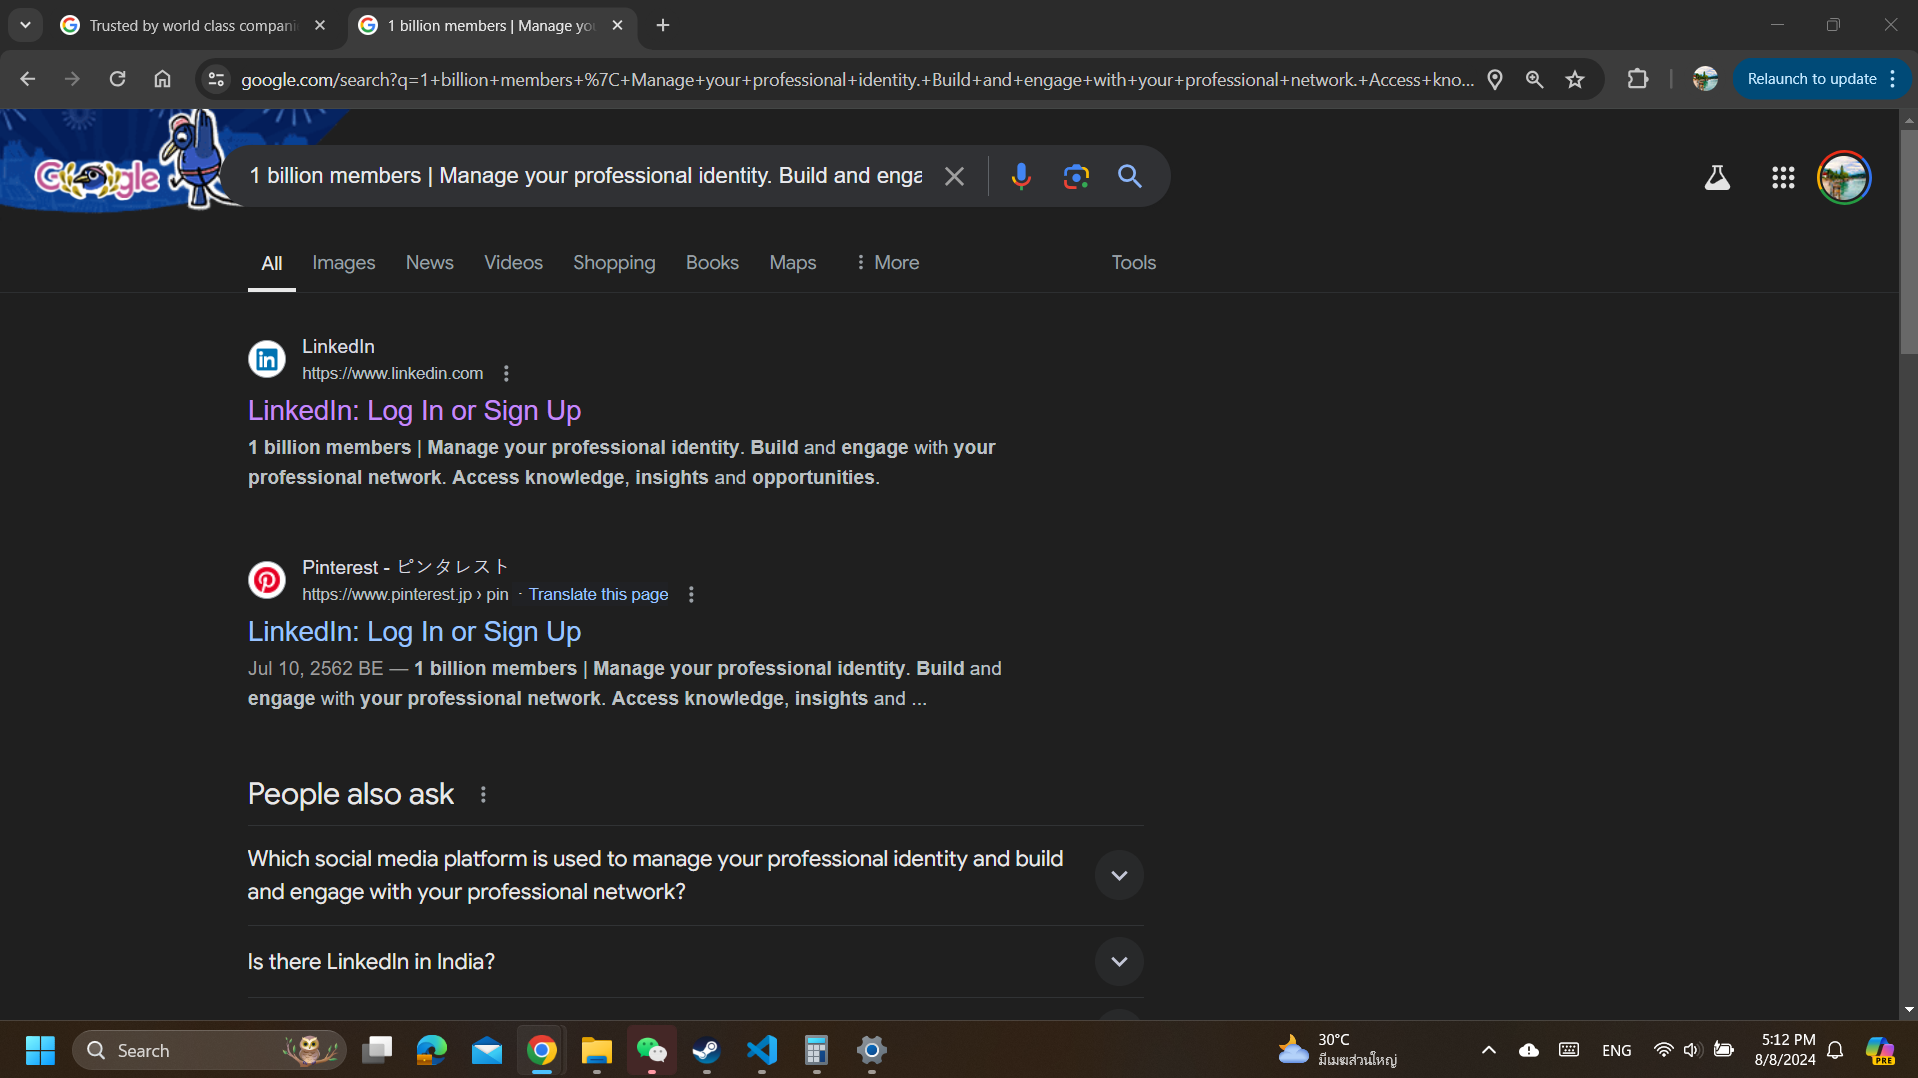 Trusted by world class compani
1 billion members | Manage you
google.com/search?q=1+billion+members+%7C+Manage+your+professional+identity.+Build+and+engage+with+your+professional+network.+Access+kno...
Relaunch to update
Google
1 billion members | Manage your professional identity. Build and enga
All
Images
News
Videos
Shopping
Books
Maps
More
Tools
LinkedIn
https://www.linkedin.com
LinkedIn: Log In or Sign Up
1 billion members | Manage your professional identity. Build and engage with your
professional network. Access knowledge, insights and opportunities.
Pinterest - ピンタレスト
https://www.pinterest.jp › pin · Translate this page
LinkedIn: Log In or Sign Up
Jul 10, 2562 BE — 1 billion members | Manage your professional identity. Build and
engage with your professional network. Access knowledge, insights and ...
People also ask
Which social media platform is used to manage your professional identity and build
and engage with your professional network?
Is there LinkedIn in India?
Search
30°C
มีเมฆส่วนใหญ่
ENG
5:12 PM
8/8/2024
PRE